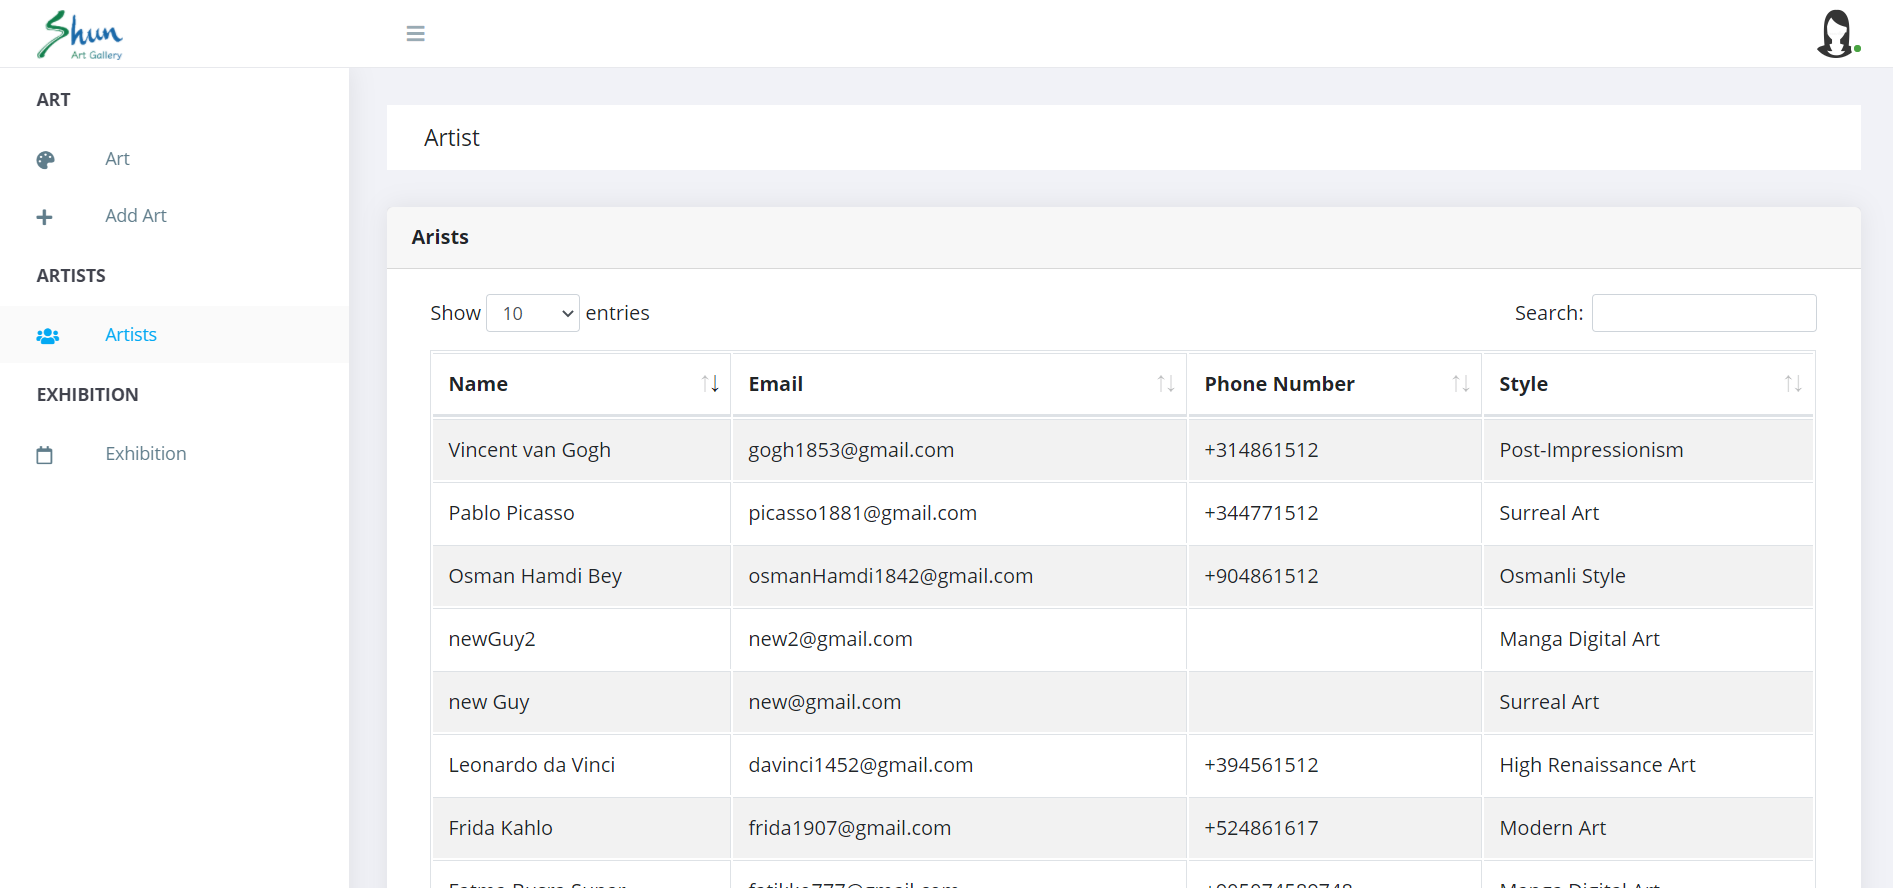 Shun
Art Gallery
ART
Art
Add Art
ARTISTS
Artists
EXHIBITION
Exhibition
Artist
Arists
Show 10 entries
Search:
Name Email Phone Number Style
Vincent van Gogh gogh1853@gmail.com +314861512 Post-Impressionism
Pablo Picasso picasso1881@gmail.com +344771512 Surreal Art
Osman Hamdi Bey osmanHamdi1842@gmail.com +904861512 Osmanli Style
newGuy2 new2@gmail.com Manga Digital Art
new Guy new@gmail.com Surreal Art
Leonardo da Vinci davinci1452@gmail.com +394561512 High Renaissance Art
Frida Kahlo frida1907@gmail.com +524861617 Modern Art